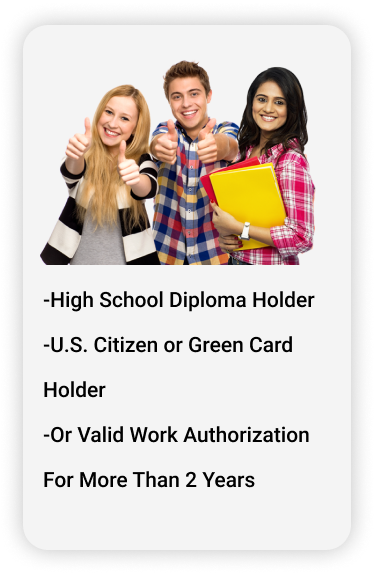 -High School Diploma Holder
-U.S. Citizen or Green Card
Holder
-Or Valid Work Authorization
For More Than 2 Years